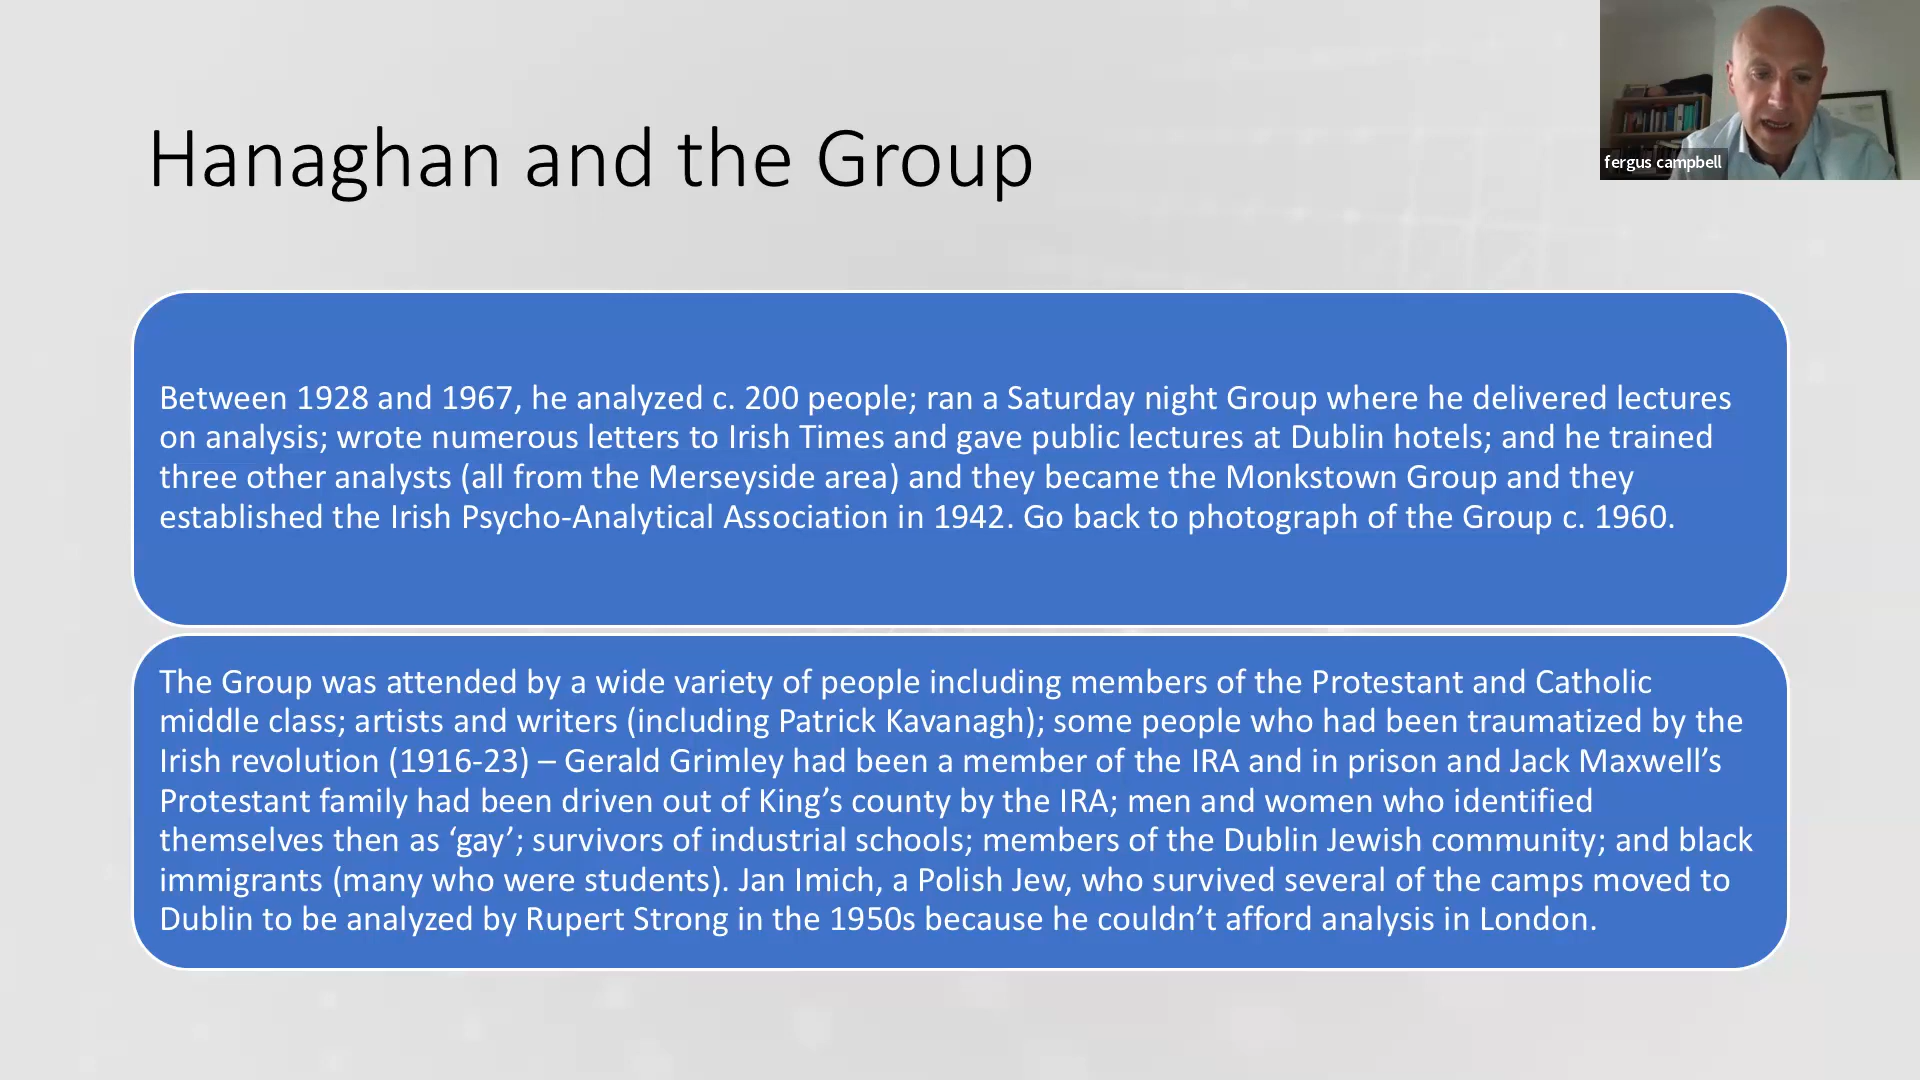 Hanaghan and the Group
fergus campbell
Between 1928 and 1967, he analyzed c. 200 people; ran a Saturday night Group where he delivered lectures
on analysis; wrote numerous letters to Irish Times and gave public lectures at Dublin hotels; and he trained
three other analysts (all from the Merseyside area) and they became the Monkstown Group and they
established the Irish Psycho-Analytical Association in 1942. Go back to photograph of the Group c. 1960.
The Group was attended by a wide variety of people including members of the Protestant and Catholic
middle class; artists and writers (including Patrick Kavanagh); some people who had been traumatized by the
Irish revolution (1916-23) – Gerald Grimley had been a member of the IRA and in prison and Jack Maxwell’s
Protestant family had been driven out of King’s county by the IRA; men and women who identified
themselves then as ‘gay’; survivors of industrial schools; members of the Dublin Jewish community; and black
immigrants (many who were students). Jan Imich, a Polish Jew, who survived several of the camps moved to
Dublin to be analyzed by Rupert Strong in the 1950s because he couldn’t afford analysis in London.